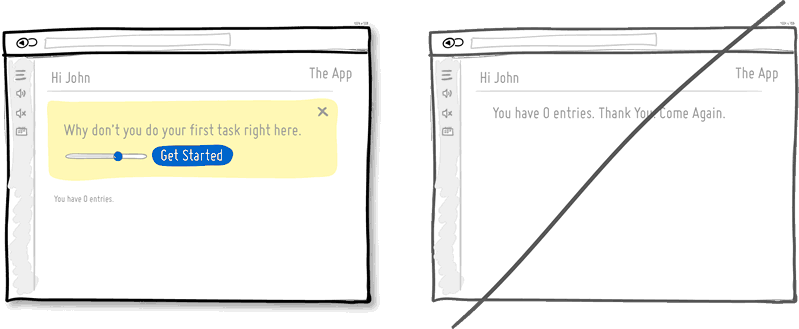 Hi John
The App
Why don't you do your first task right here.
Get Started
You have 0 entries.
Hi John
The App
You have 0 entries. Thank You. Come Again.